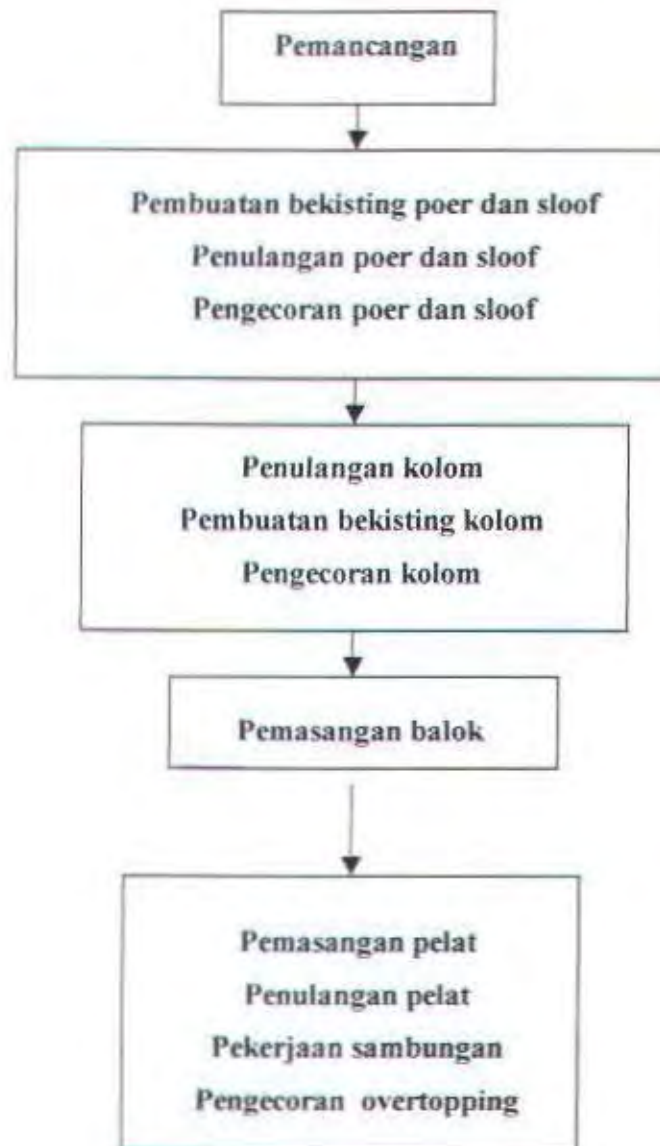 Pemancangan
Pembuatan bekisting poer dan sloof
Penulangan poer dan sloof
Pengecoran poer dan sloof
Penulangan kolom
Pembuatan bekisting kolom
Pengecoran kolom
Pemasangan balok
Pemasangan pelat
Penulangan pelat
Pekerjaan sambungan
Pengecoran overtopping